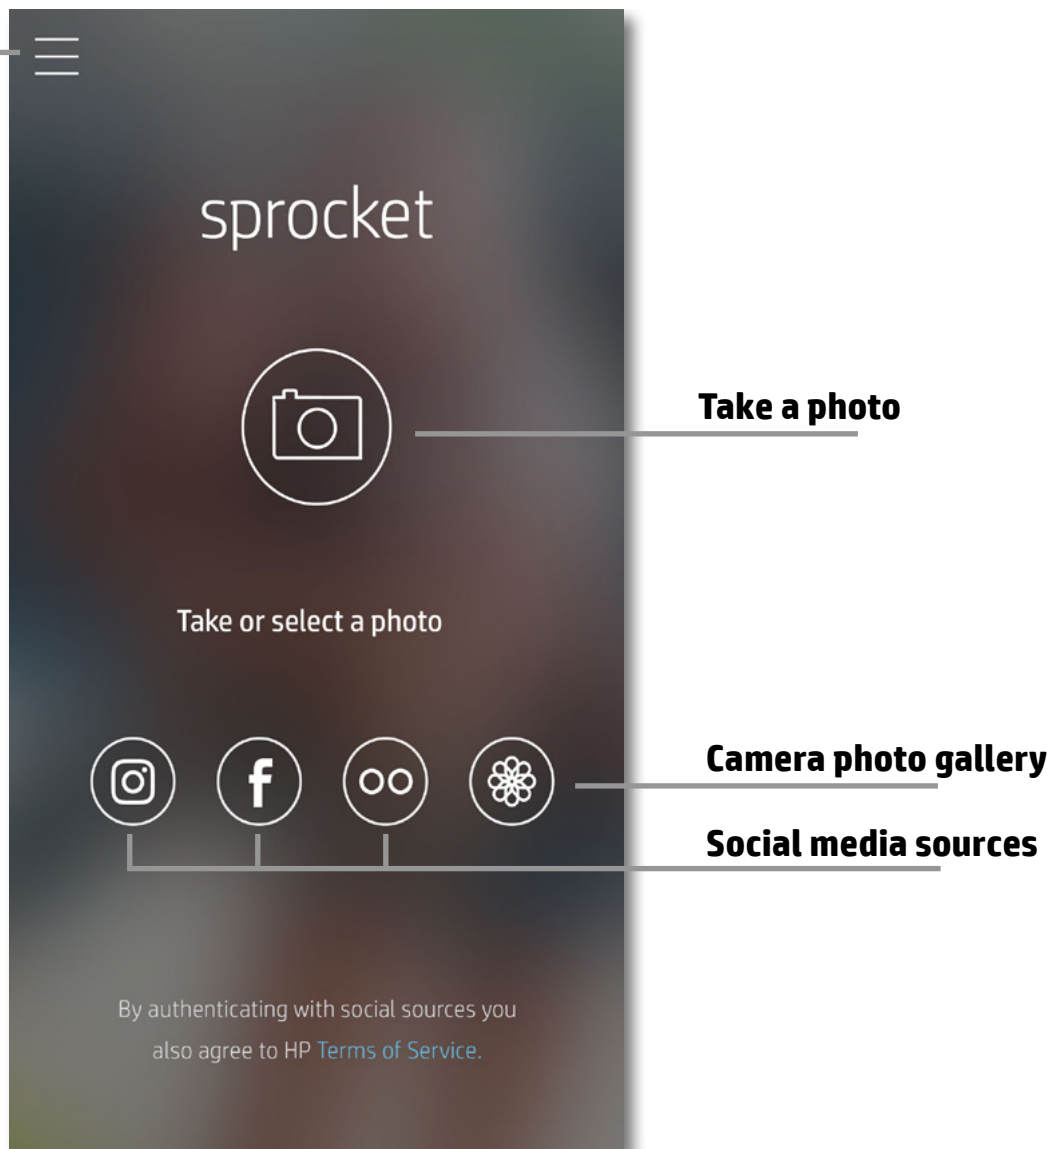 sprocket
Take a photo
Take or select a photo
Camera photo gallery
Social media sources
By authenticating with social sources you
also agree to HP Terms of Service.